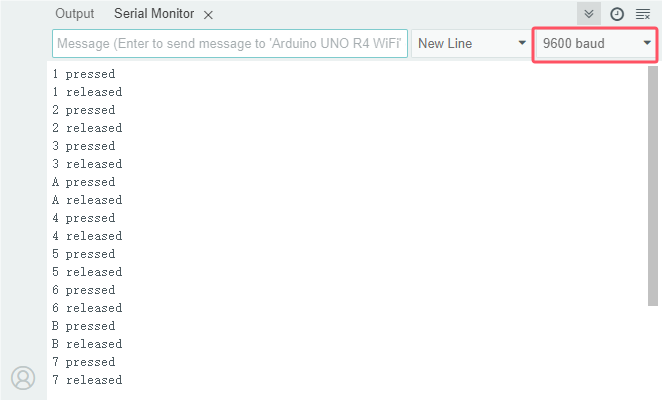 Output Serial Monitor
Message (Enter to send message to 'Arduino UNO R4 WiFi' New Line 9600 baud
1 pressed
1 released
2 pressed
2 released
3 pressed
3 released
A pressed
A released
4 pressed
4 released
5 pressed
5 released
6 pressed
6 released
B pressed
B released
7 pressed
7 released